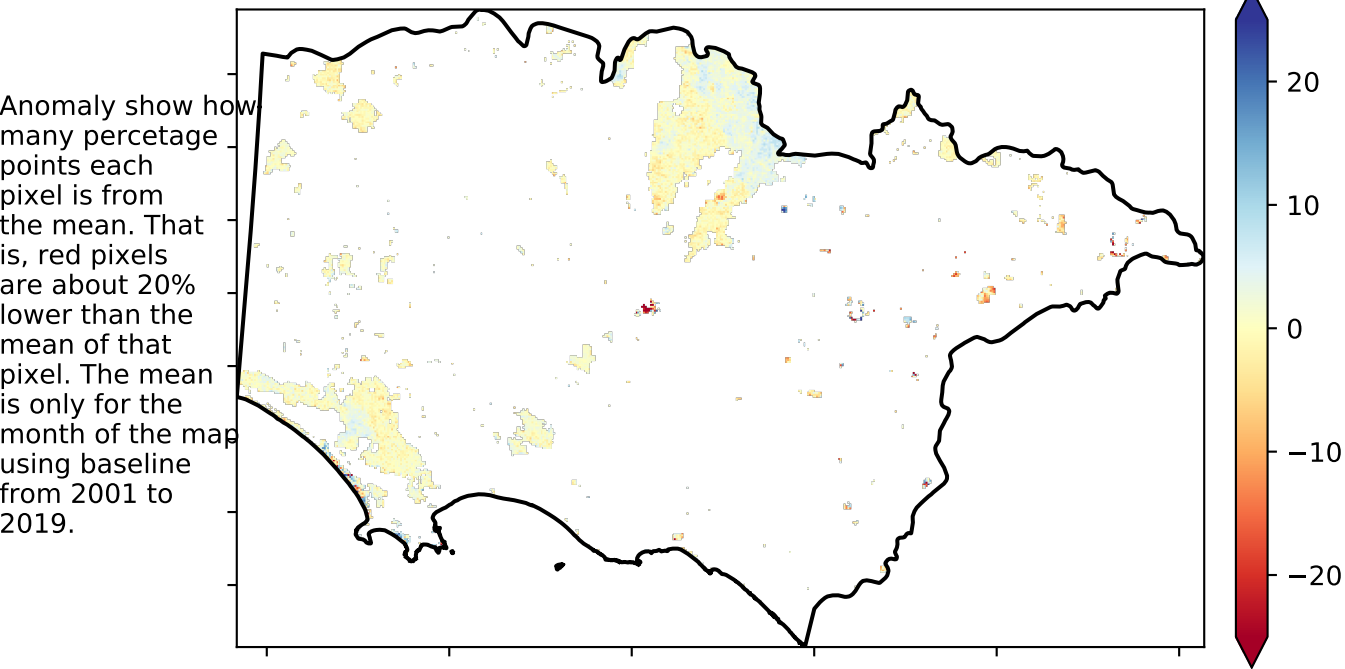 Anomaly show how
many percetage
points each
pixel is from
the mean. That
is, red pixels
are about 20%
lower than the
mean of that
pixel. The mean
is only for the
month of the map
using baseline
from 2001 to
2019.
20
10
0
−10
−20